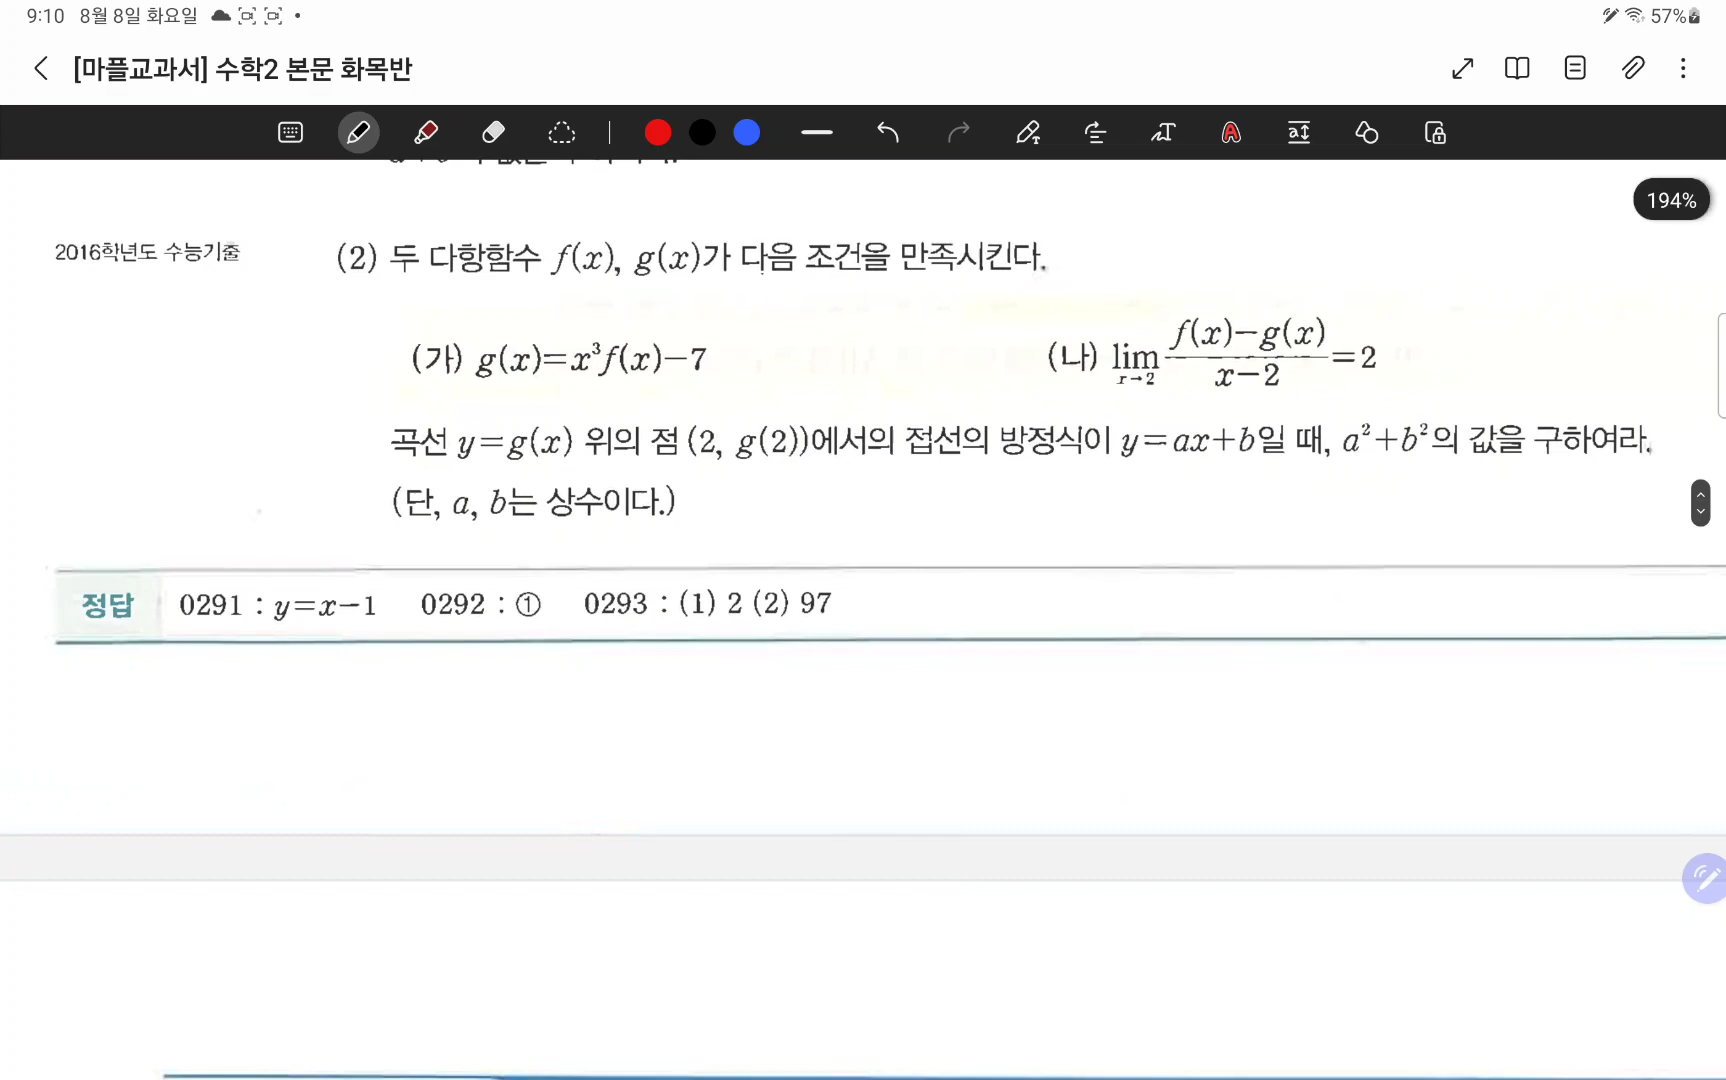 9:10 8월 8일 화요일 57%
[마플교과서] 수학2 본문 화목반
194%
2016학년도 수능기출
(2) 두 다항함수 f(x), g(x)가 다음 조건을 만족시킨다.
(가) g(x)=x³f(x)−7 (나) lim_{x→2} (f(x)−g(x))/(x−2) =2
곡선 y=g(x) 위의 점 (2, g(2))에서의 접선의 방정식이 y=ax+b일 때, a²+b²의 값을 구하여라.
(단, a, b는 상수이다.)
정답 0291 : y=x−1 0292 : ① 0293 : (1) 2 (2) 97